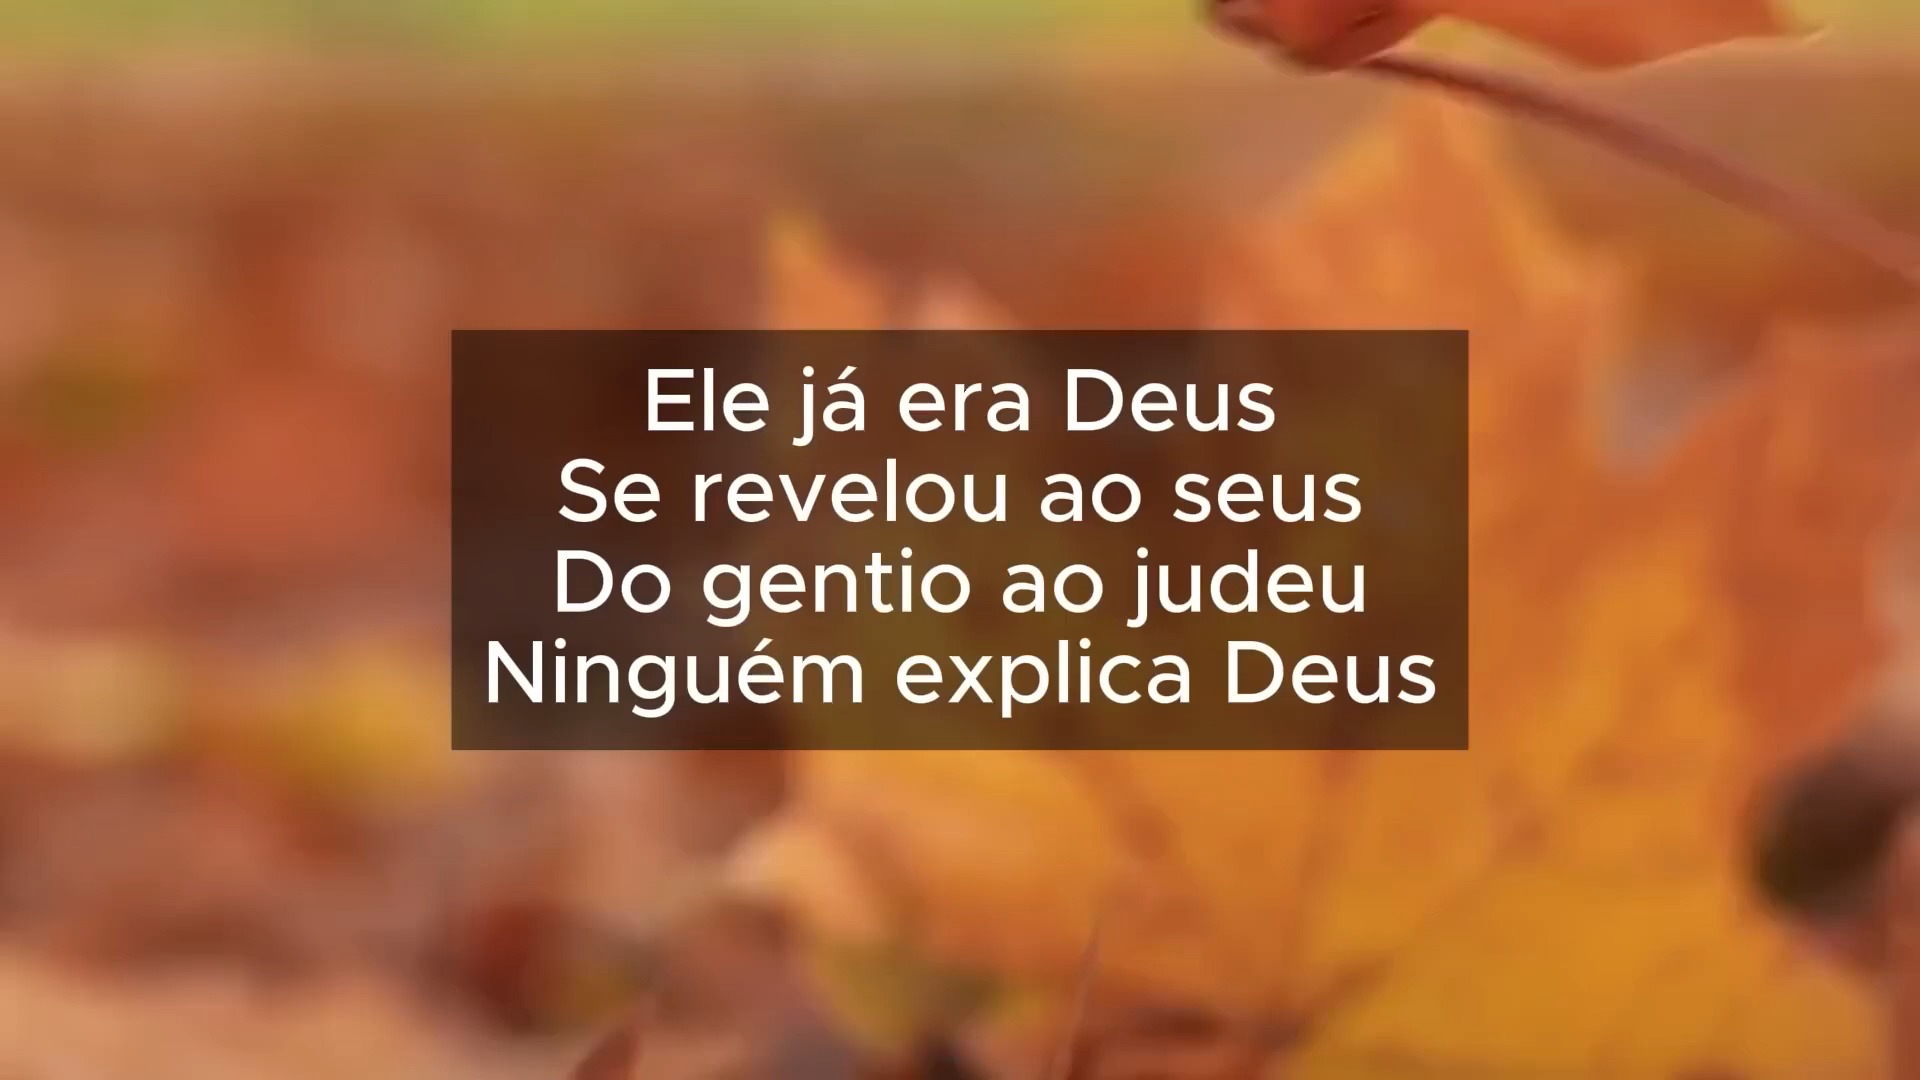 Ele já era Deus
Se revelou ao seus
Do gentio ao judeu
Ninguém explica Deus